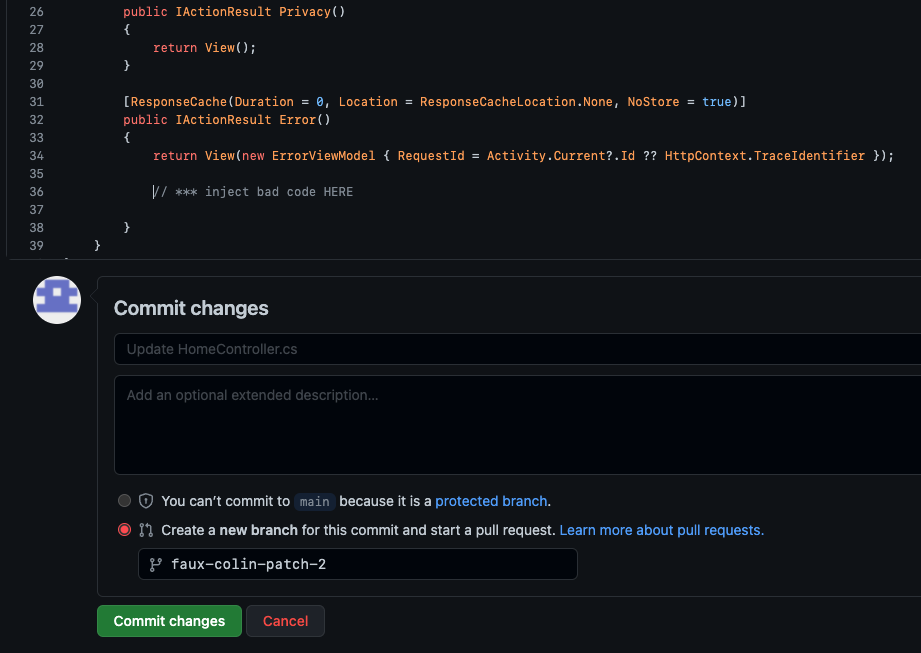 26 public IActionResult Privacy()
27 {
28 return View();
29 }
30
31 [ResponseCache(Duration = 0, Location = ResponseCacheLocation.None, NoStore = true)]
32 public IActionResult Error()
33 {
34 return View(new ErrorViewModel { RequestId = Activity.Current?.Id ?? HttpContext.TraceIdentifier });
35
36 // *** inject bad code HERE
37
38 }
39 }
Commit changes
Update HomeController.cs
Add an optional extended description...
You can’t commit to main because it is a protected branch.
Create a new branch for this commit and start a pull request. Learn more about pull requests.
faux-colin-patch-2
Commit changes Cancel